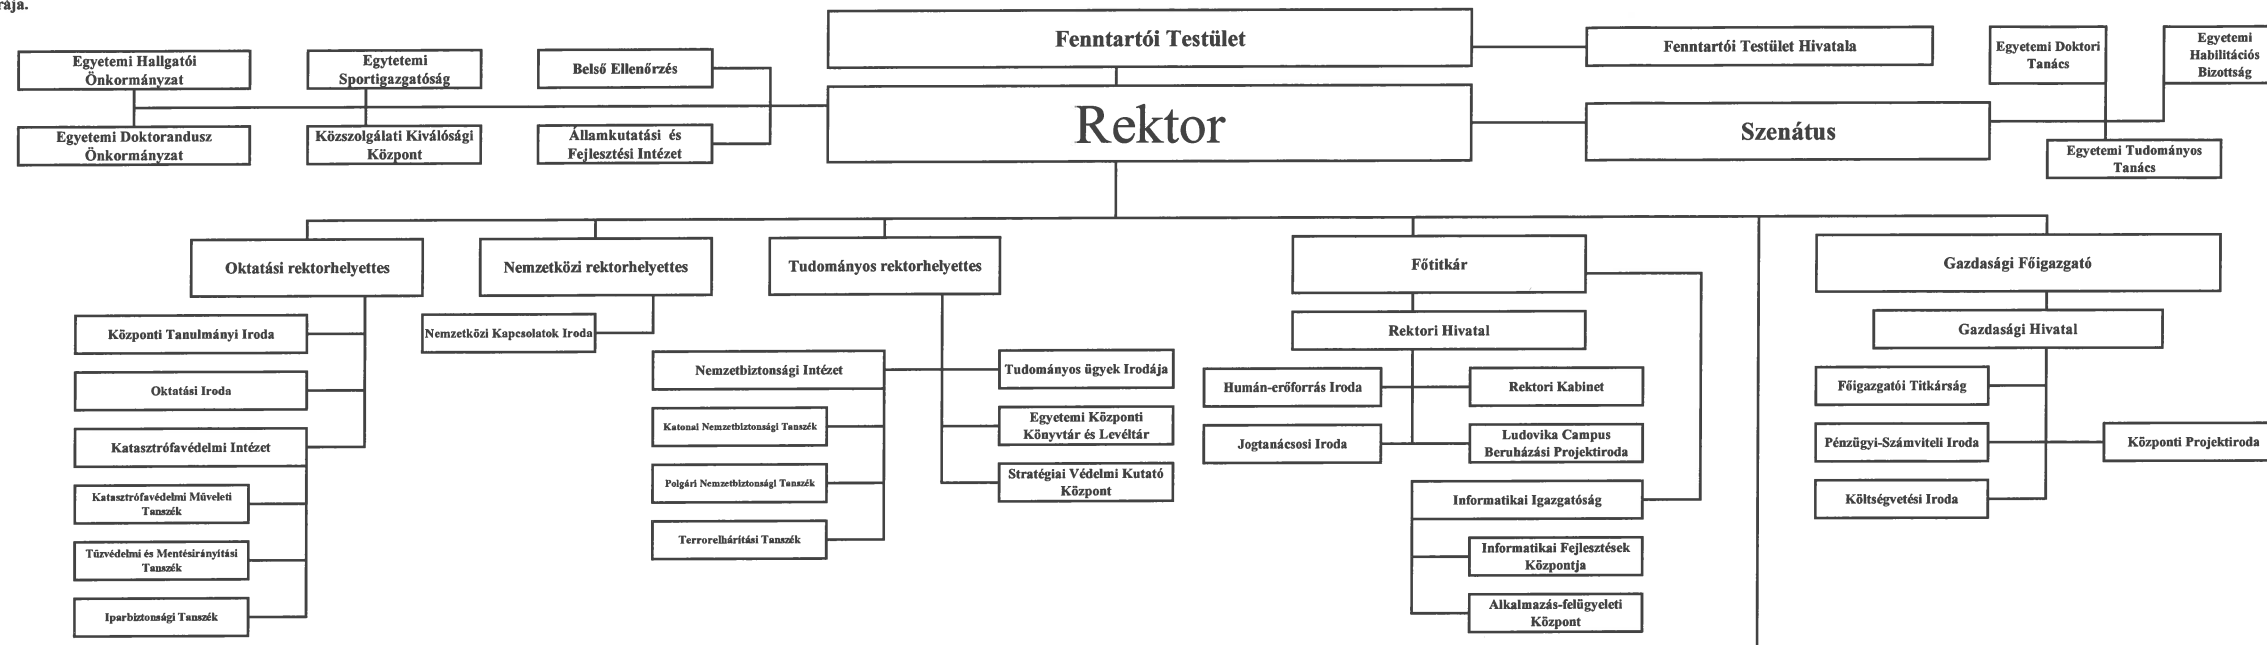 rája.
Fenntartói Testület
Fenntartói Testület Hivatala
Egyetemi Doktori
Tanács
Egyetemi
Habilitációs
Bizottság
Egyetemi Hallgatói
Önkormányzat
Egytetemi
Sportigazgatóság
Belső Ellenőrzés
Rektor
Szenátus
Egyetemi Doktorandusz
Önkormányzat
Közszolgálati Kiválósági
Központ
Államkutatási és
Fejlesztési Intézet
Egyetemi Tudományos
Tanács
Oktatási rektorhelyettes
Nemzetközi rektorhelyettes
Tudományos rektorhelyettes
Főtitkár
Gazdasági Főigazgató
Központi Tanulmányi Iroda
Oktatási Iroda
Katasztrófavédelmi Intézet
Katasztrófavédelmi Műveleti
Tanszék
Tűzvédelmi és Mentésirányítási
Tanszék
Iparbiztonsági Tanszék
Nemzetközi Kapcsolatok Iroda
Nemzetbiztonsági Intézet
Katonai Nemzetbiztonsági Tanszék
Polgári Nemzetbiztonsági Tanszék
Terrorelhárítási Tanszék
Tudományos ügyek Irodája
Egyetemi Központi
Könyvtár és Levéltár
Stratégiai Védelmi Kutató
Központ
Rektori Hivatal
Humán-erőforrás Iroda
Rektori Kabinet
Jogtanácsosi Iroda
Ludovika Campus
Beruházási Projektiroda
Informatikai Igazgatóság
Informatikai Fejlesztések
Központja
Alkalmazás-felügyeleti
Központ
Gazdasági Hivatal
Főigazgatói Titkárság
Pénzügyi-Számviteli Iroda
Központi Projektiroda
Költségvetési Iroda